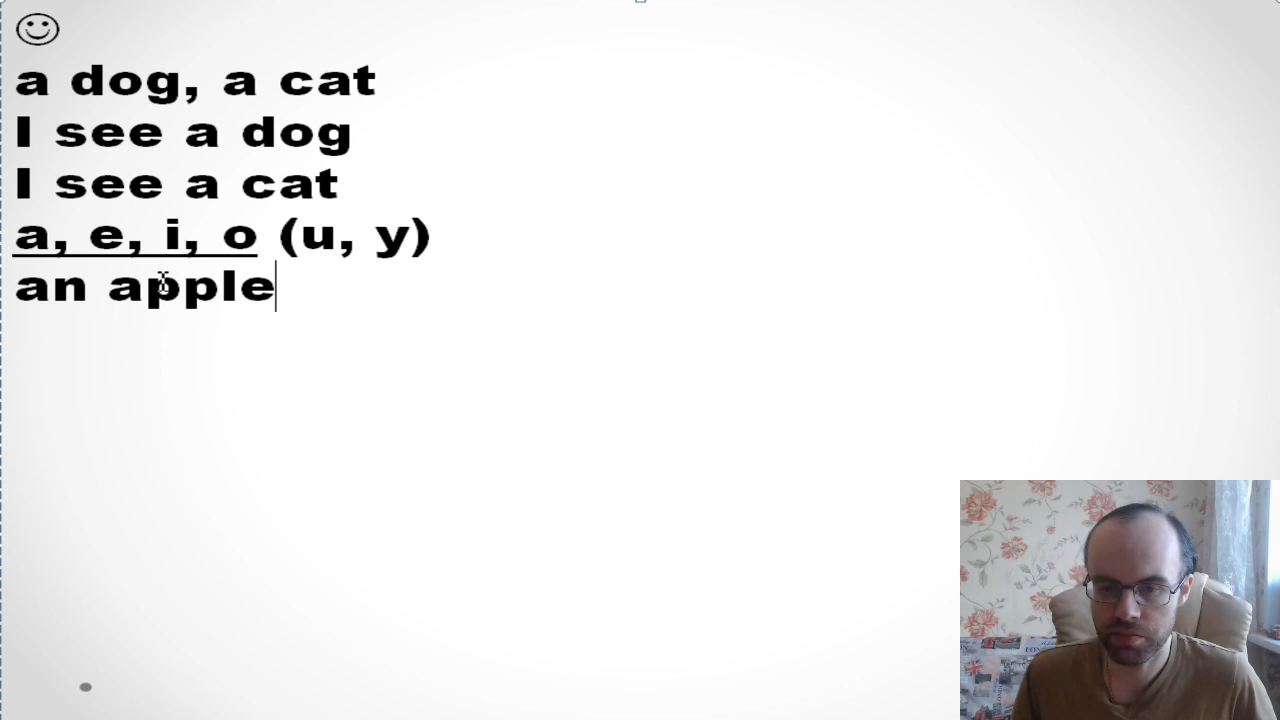 a dog, a cat
I see a dog
I see a cat
a, e, i, o (u, y)
an apple